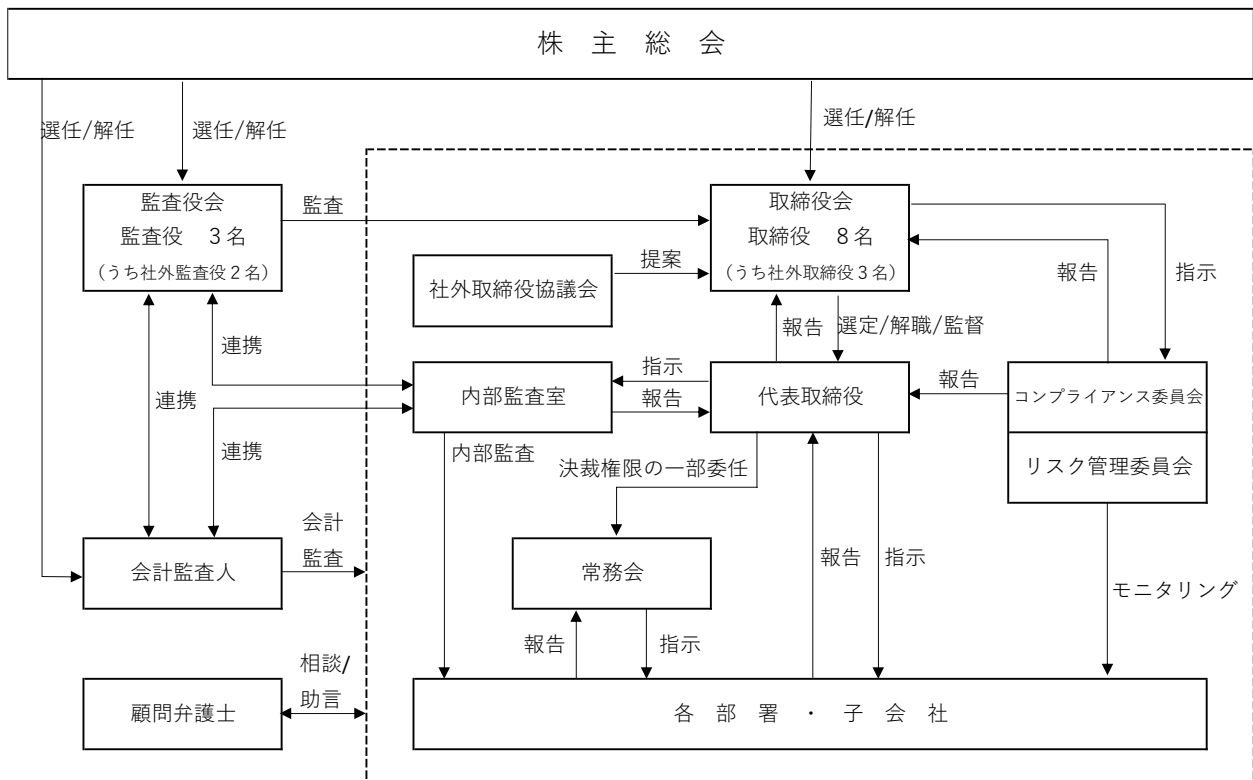 株 主 総 会
選任/解任
選任/解任
選任/解任
監査役会
監査役 3名
（うち社外監査役2名）
監査
取締役会
取締役 8名
（うち社外取締役3名）
提案
社外取締役協議会
報告
指示
報告
選定/解職/監督
連携
指示
報告
内部監査室
報告
代表取締役
コンプライアンス委員会
連携
連携
内部監査
決裁権限の一部委任
リスク管理委員会
会計
監査
会計監査人
常務会
報告
指示
モニタリング
報告
指示
相談/
助言
顧問弁護士
各 部 署 ・ 子 会 社